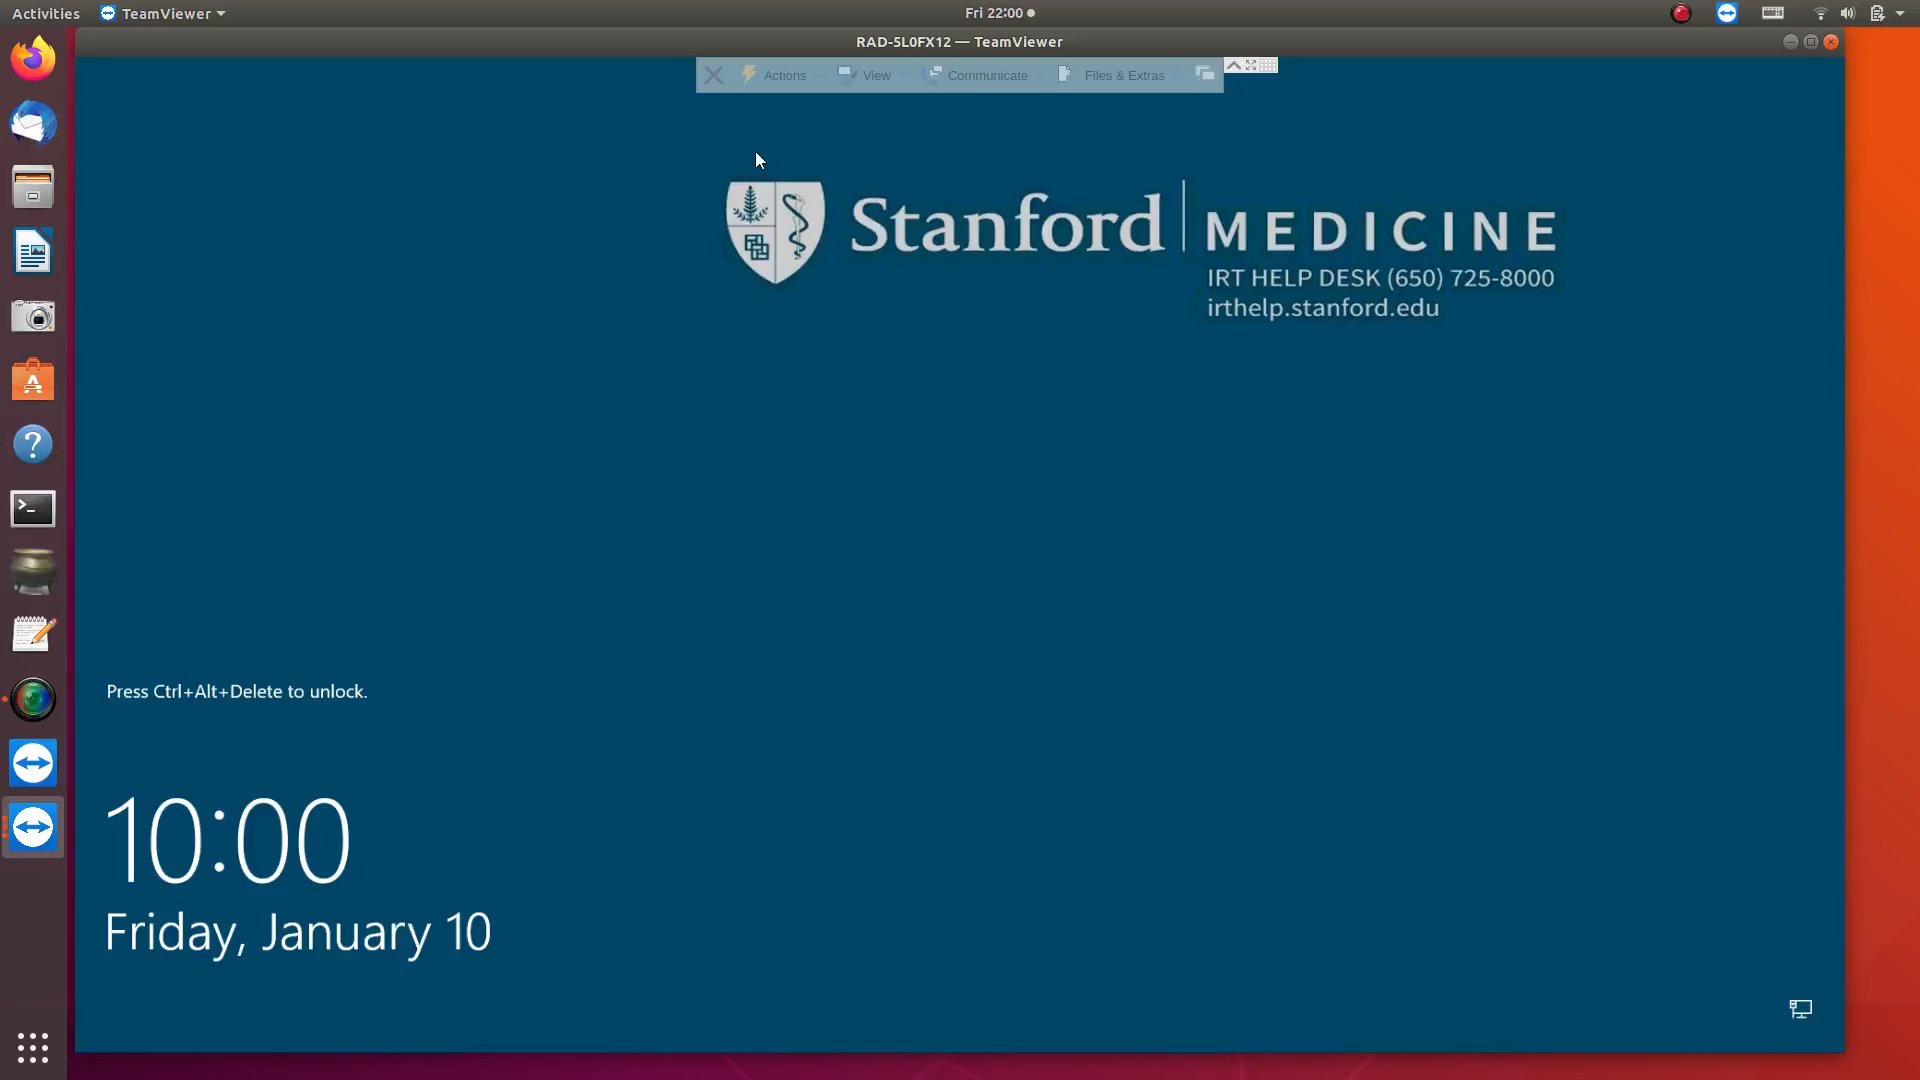 Activities TeamViewer Fri 22:00
RAD-5L0FX12 — TeamViewer
Actions View Communicate Files & Extras
Stanford MEDICINE
IRT HELP DESK (650) 725-8000
irthelp.stanford.edu
Press Ctrl+Alt+Delete to unlock.
10:00
Friday, January 10